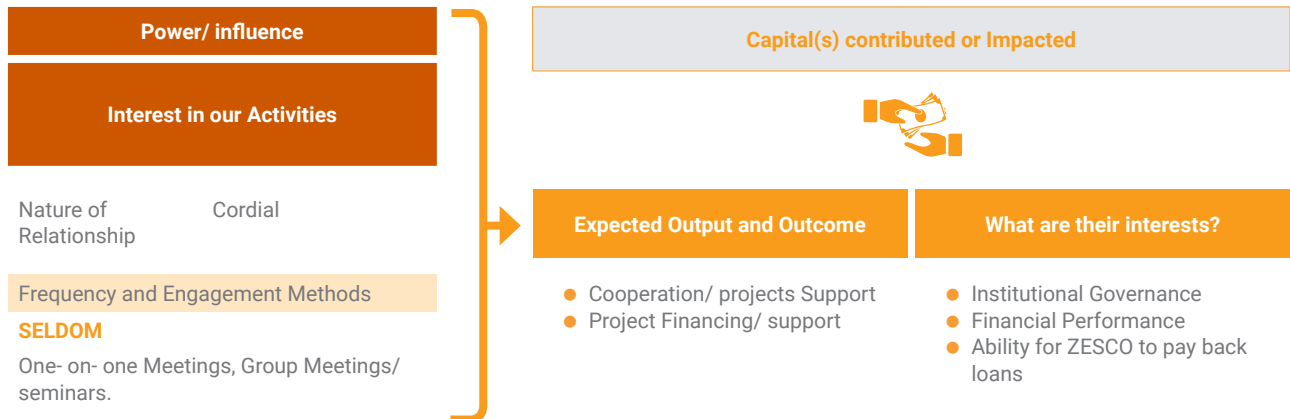 Power/ influence
Interest in our Activities
Nature of
Relationship
Cordial
Frequency and Engagement Methods
SELDOM
One- on- one Meetings, Group Meetings/
seminars.
Capital(s) contributed or Impacted
Expected Output and Outcome
Cooperation/ projects Support
Project Financing/ support
What are their interests?
Institutional Governance
Financial Performance
Ability for ZESCO to pay back
loans